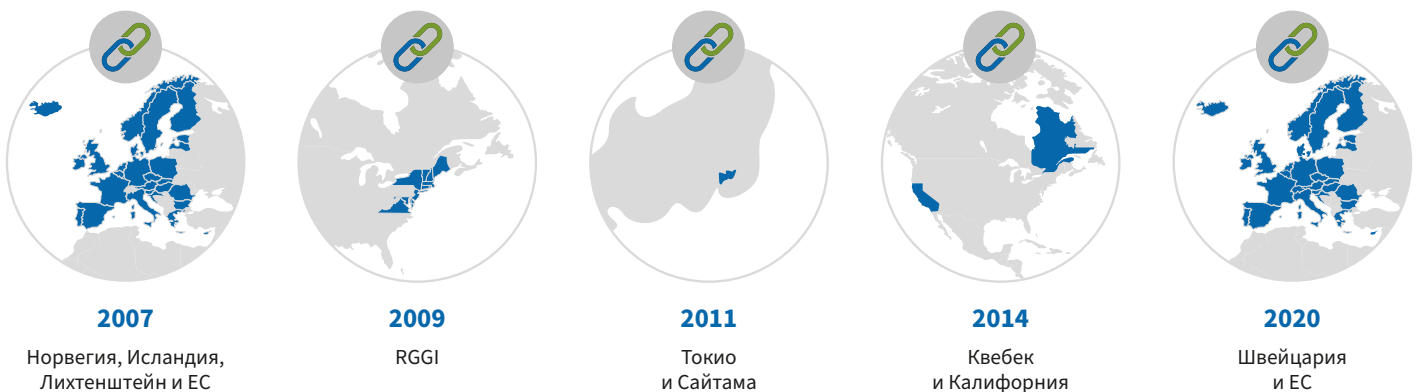 2007
Норвегия, Исландия,
Лихтенштейн и ЕС
2009
RGGI
2011
Токио
и Сайтама
2014
Квебек
и Калифорния
2020
Швейцария
и ЕС